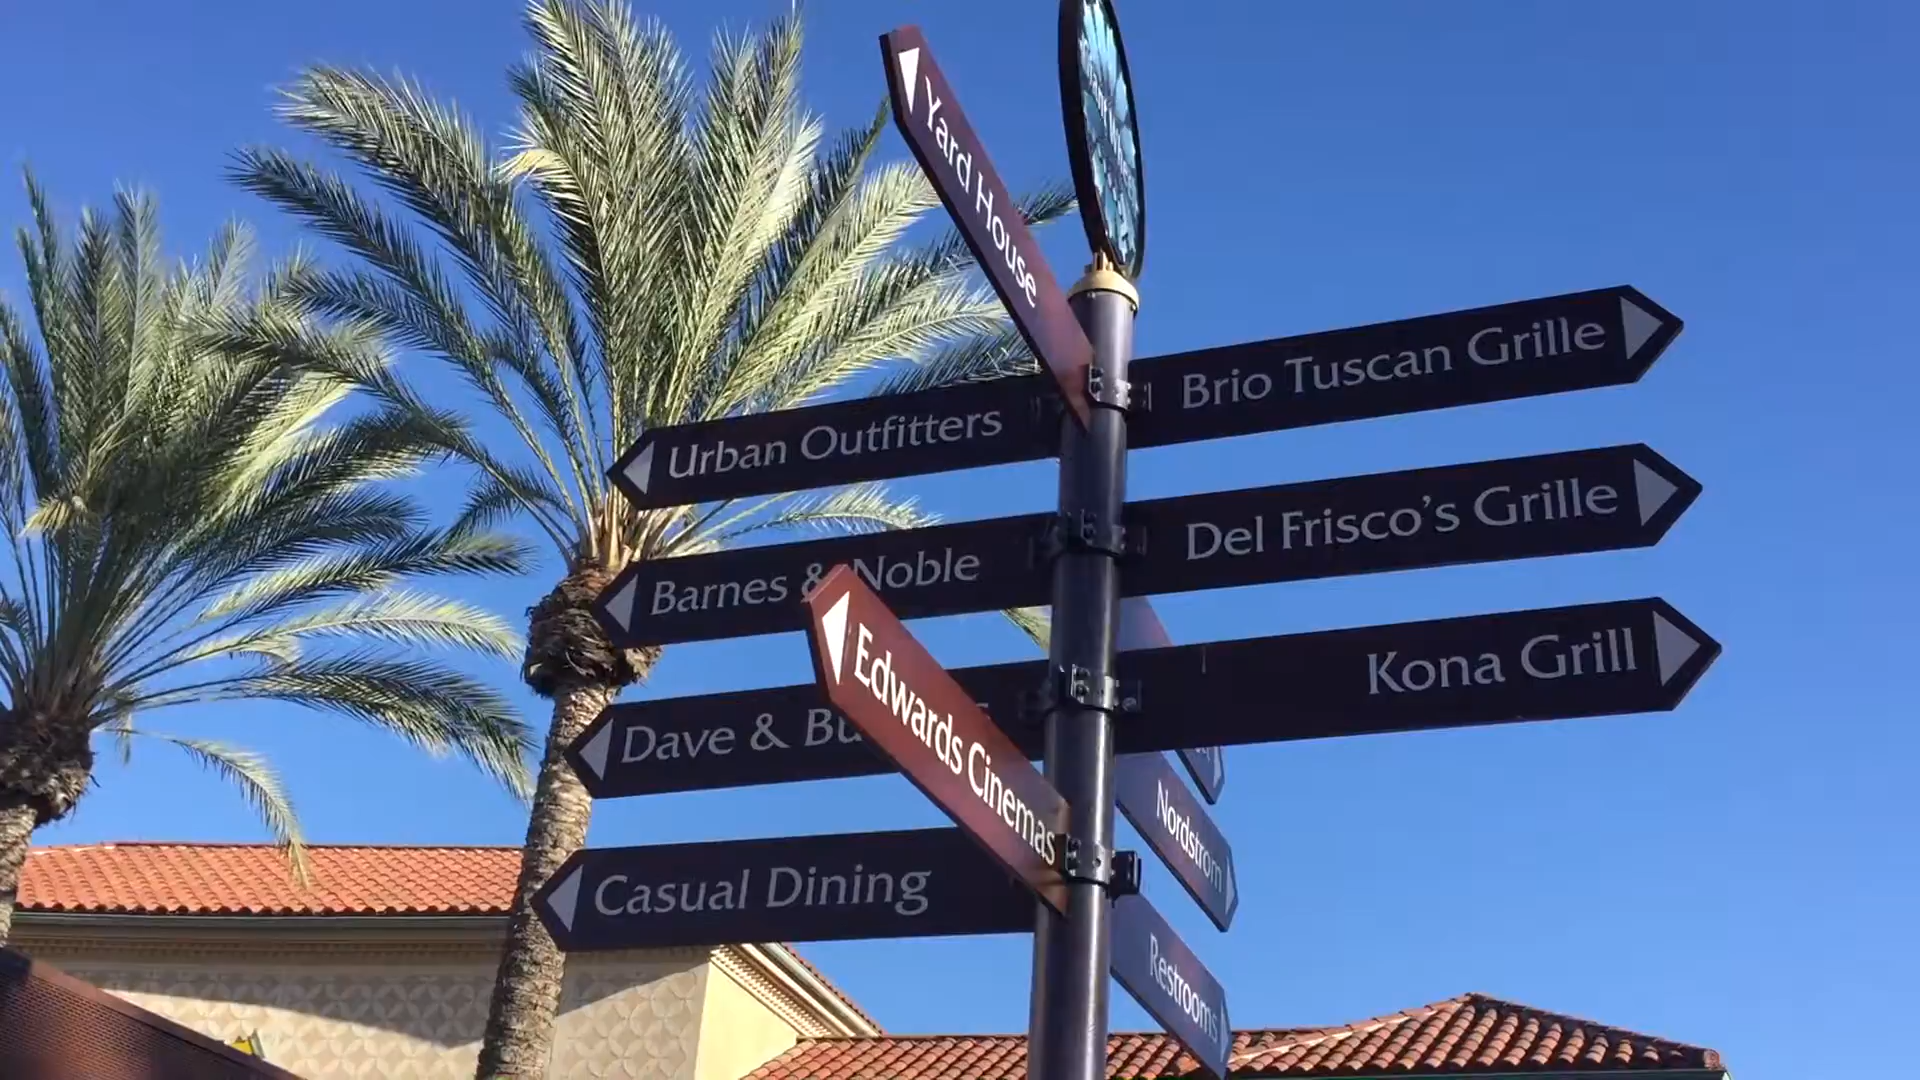 Yard House
Brio Tuscan Grille
Urban Outfitters
Del Frisco's Grille
Barnes & Noble
Kona Grill
Edwards Cinemas
Dave &
Nordstrom
Casual Dining
Restrooms